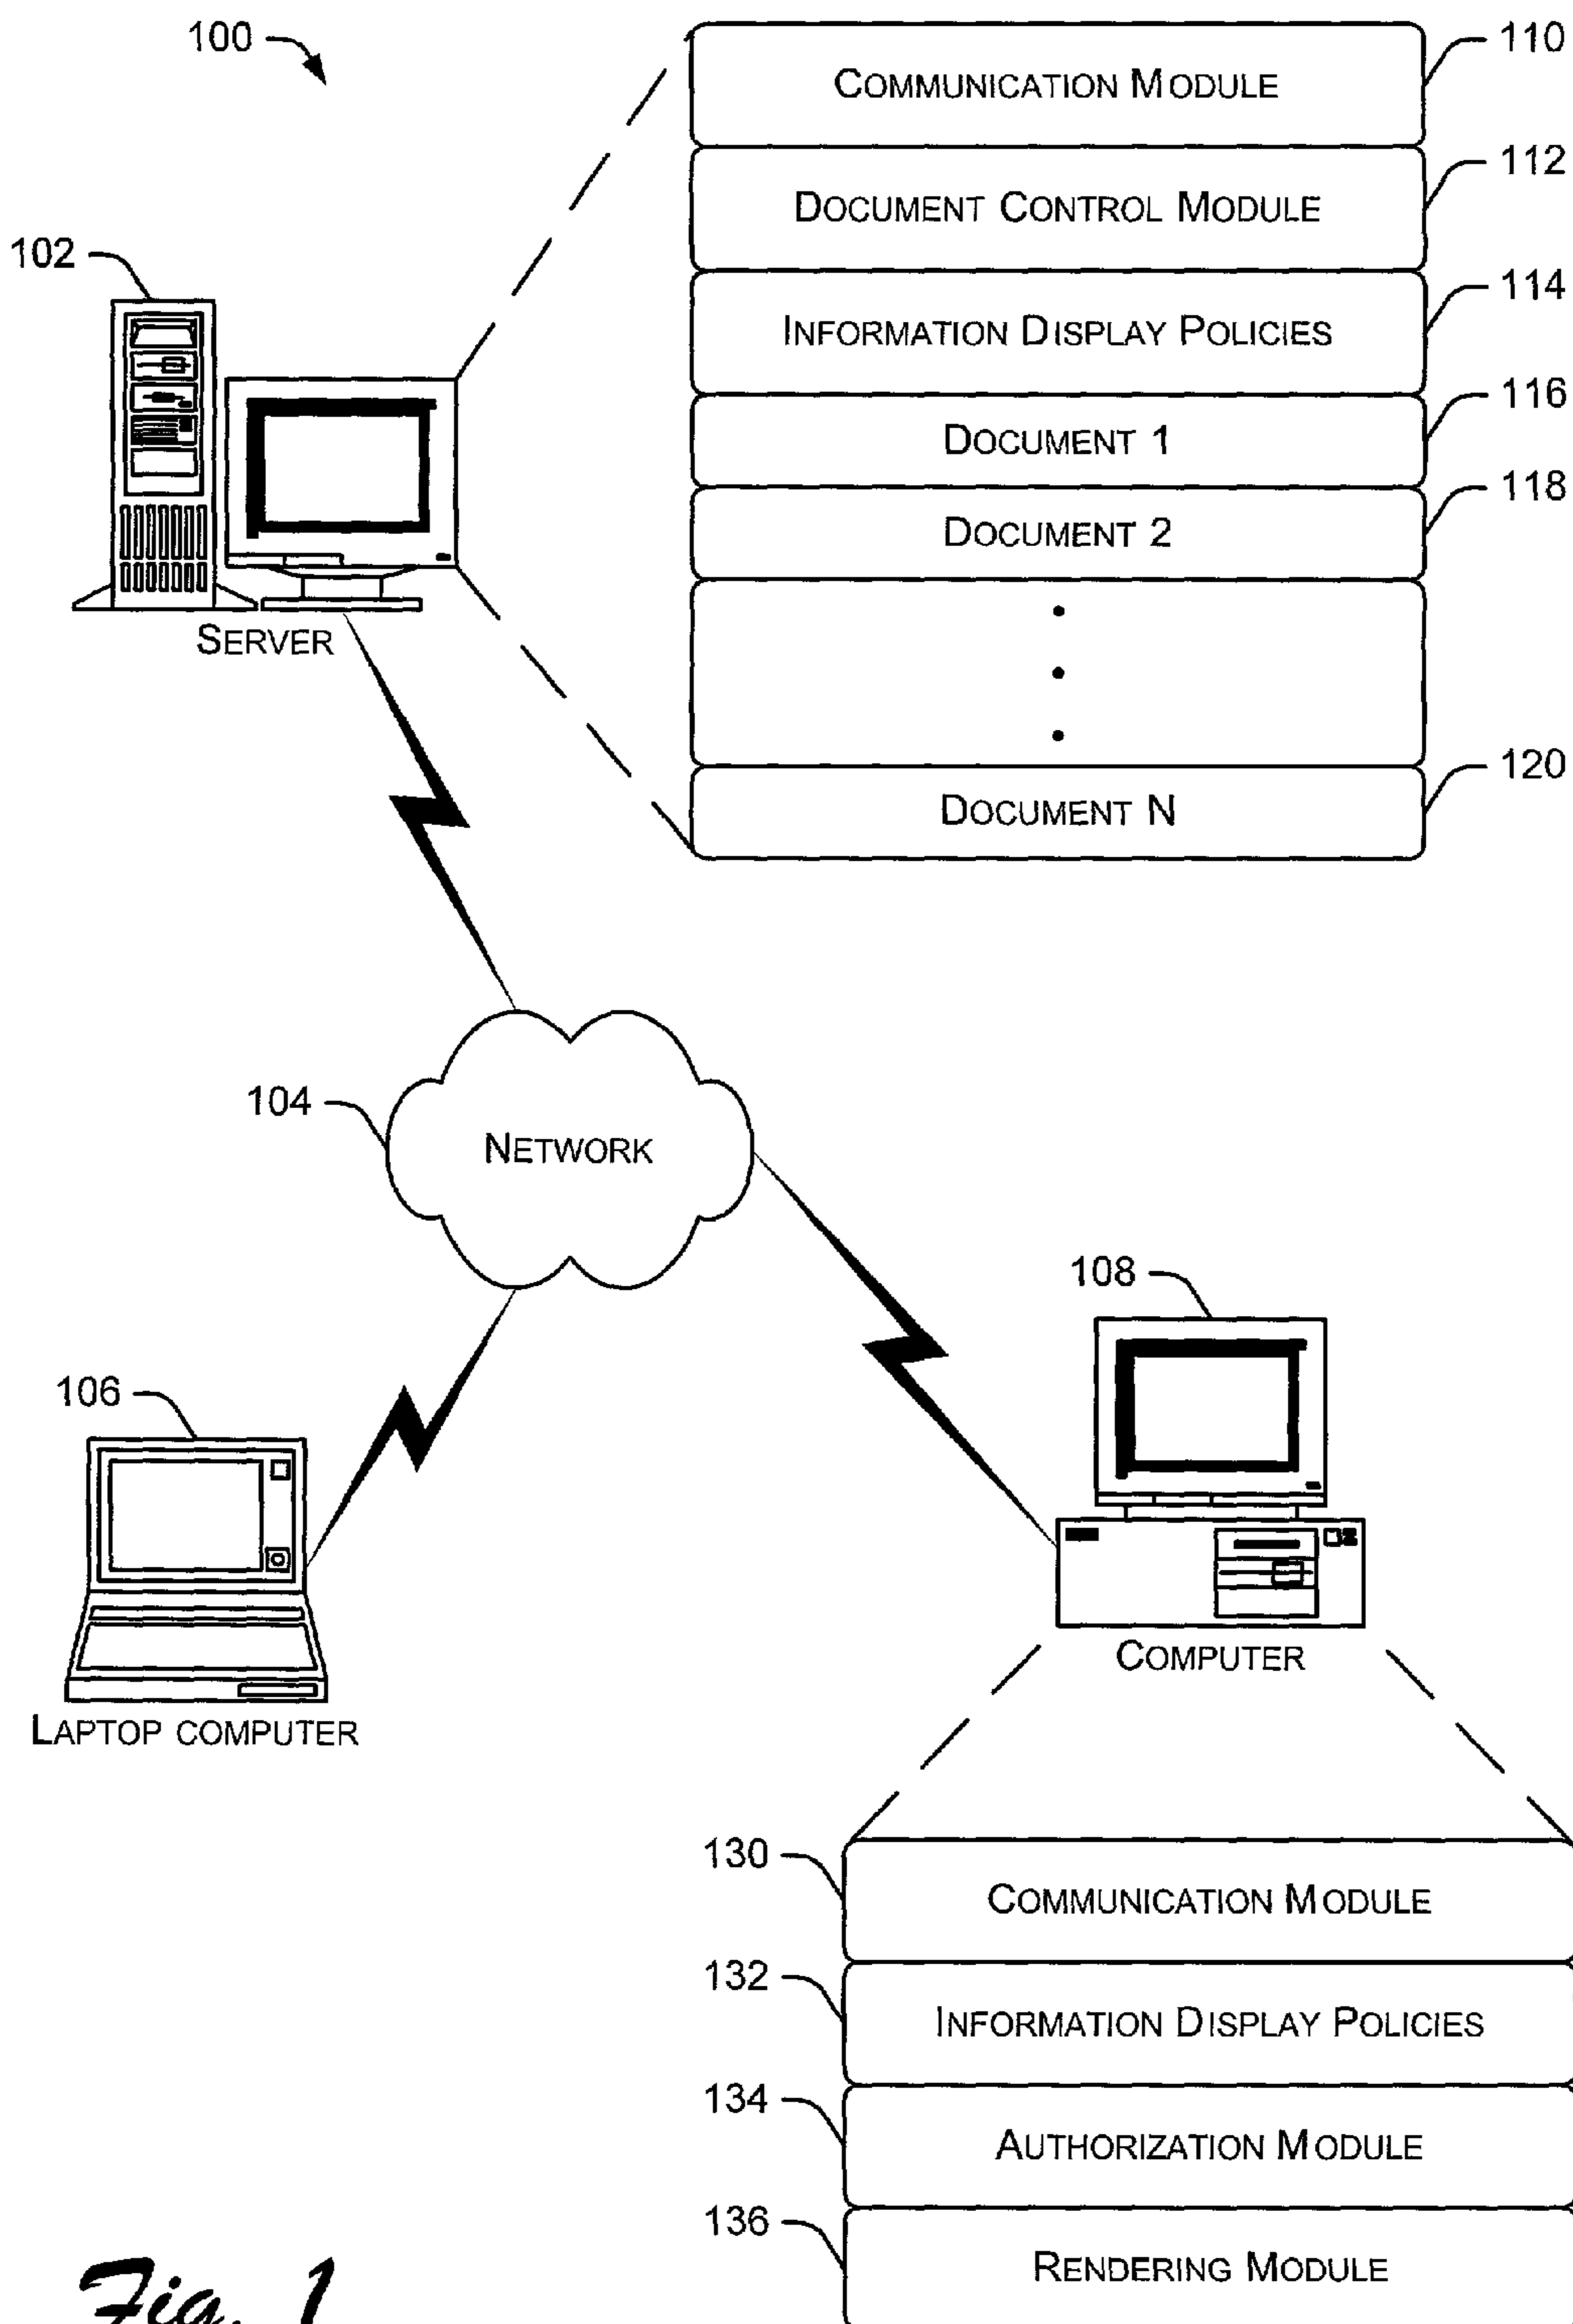 100
110
COMMUNICATION MODULE
112
DOCUMENT CONTROL MODULE
102
114
INFORMATION DISPLAY POLICIES
116
DOCUMENT 1
118
DOCUMENT 2
SERVER
120
DOCUMENT N
104
NETWORK
108
106
COMPUTER
LAPTOP COMPUTER
130
COMMUNICATION MODULE
132
INFORMATION DISPLAY POLICIES
134
AUTHORIZATION MODULE
136
RENDERING MODULE
Fig. 1